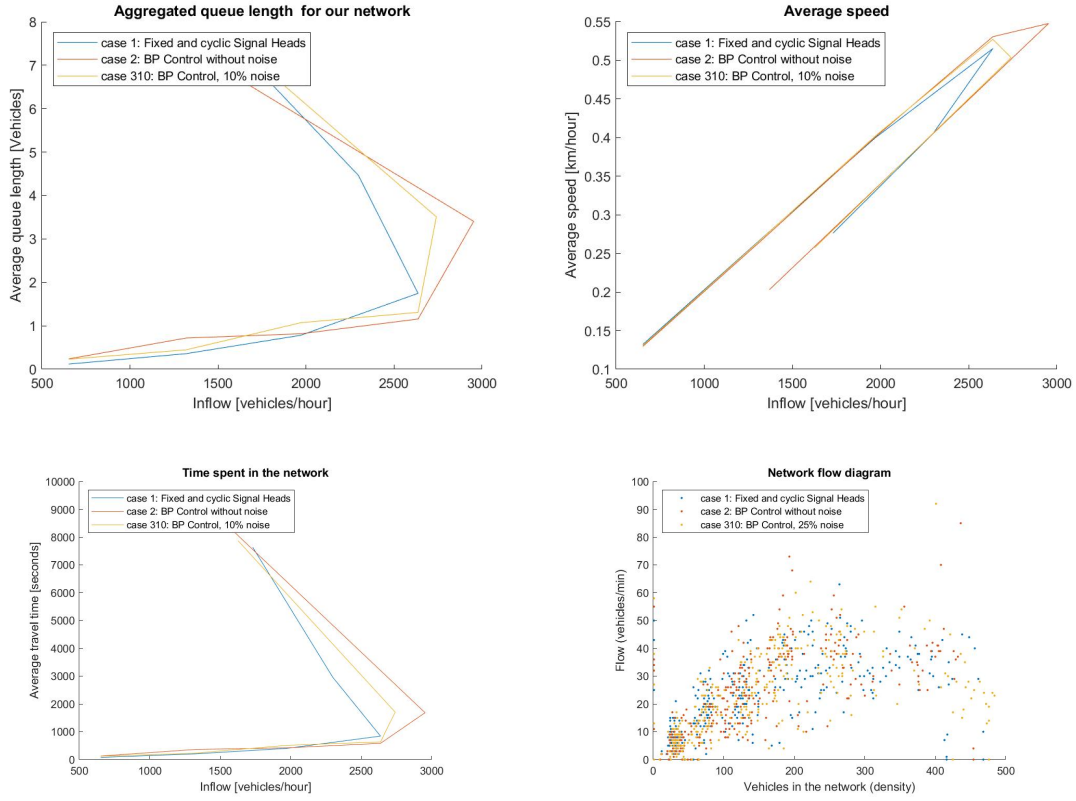 Aggregated queue length for our network
8
7
6
5
4
3
2
1
0
Average queue length [Vehicles]
case 1: Fixed and cyclic Signal Heads
case 2: BP Control without noise
case 310: BP Control, 10% noise
500 1000 1500 2000 2500 3000
Inflow [vehicles/hour]
Average speed
0.55
0.5
0.45
0.4
0.35
0.3
0.25
0.2
0.15
0.1
Average speed [km/hour]
case 1: Fixed and cyclic Signal Heads
case 2: BP Control without noise
case 310: BP Control, 10% noise
500 1000 1500 2000 2500 3000
Inflow [vehicles/hour]
Time spent in the network
10000
9000
8000
7000
6000
5000
4000
3000
2000
1000
0
Average travel time [seconds]
case 1: Fixed and cyclic Signal Heads
case 2: BP Control without noise
case 310: BP Control, 10% noise
500 1000 1500 2000 2500 3000
Inflow [vehicles/hour]
Network flow diagram
100
90
80
70
60
50
40
30
20
10
0
Flow (vehicles/min)
case 1: Fixed and cyclic Signal Heads
case 2: BP Control without noise
case 310: BP Control, 25% noise
0 100 200 300 400 500
Vehicles in the network (density)